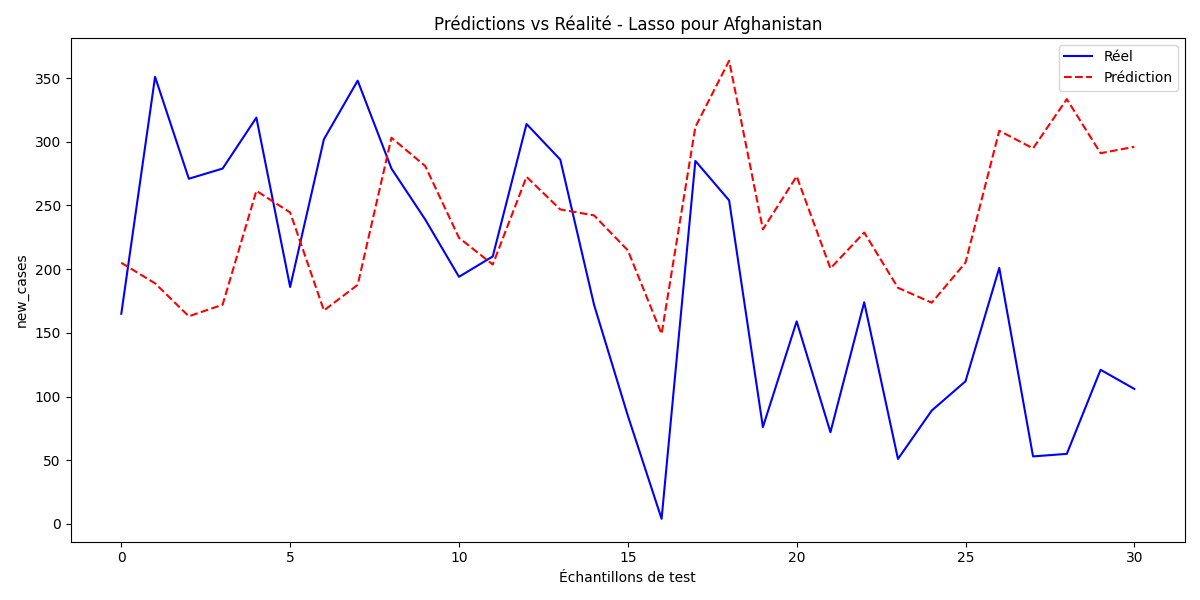 Prédictions vs Réalité - Lasso pour Afghanistan
Réel
Prédiction
new_cases
350
300
250
200
150
100
50
0
0 5 10 15 20 25 30
Échantillons de test